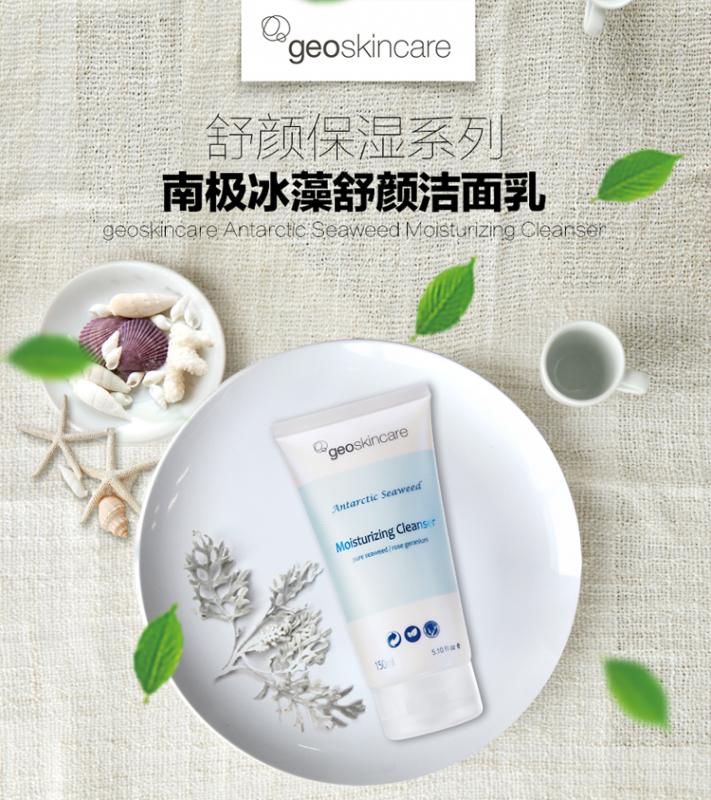 geoskincare
舒颜保湿系列
南极冰藻舒颜洁面乳
geoskincare Antarctic Seaweed Moisturizing Cleanser
geoskincare
Antarctic Seaweed
Moisturizing Cleanser
pure seaweed / rose geranium
150ml
5.10 fl oz e